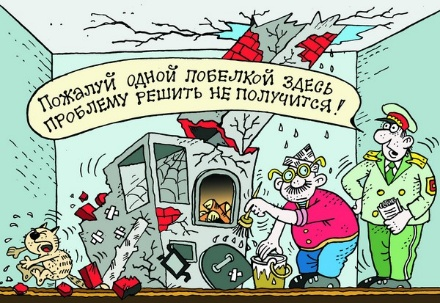 Пожалуй одной побелкой здесь
проблему решить не получится!